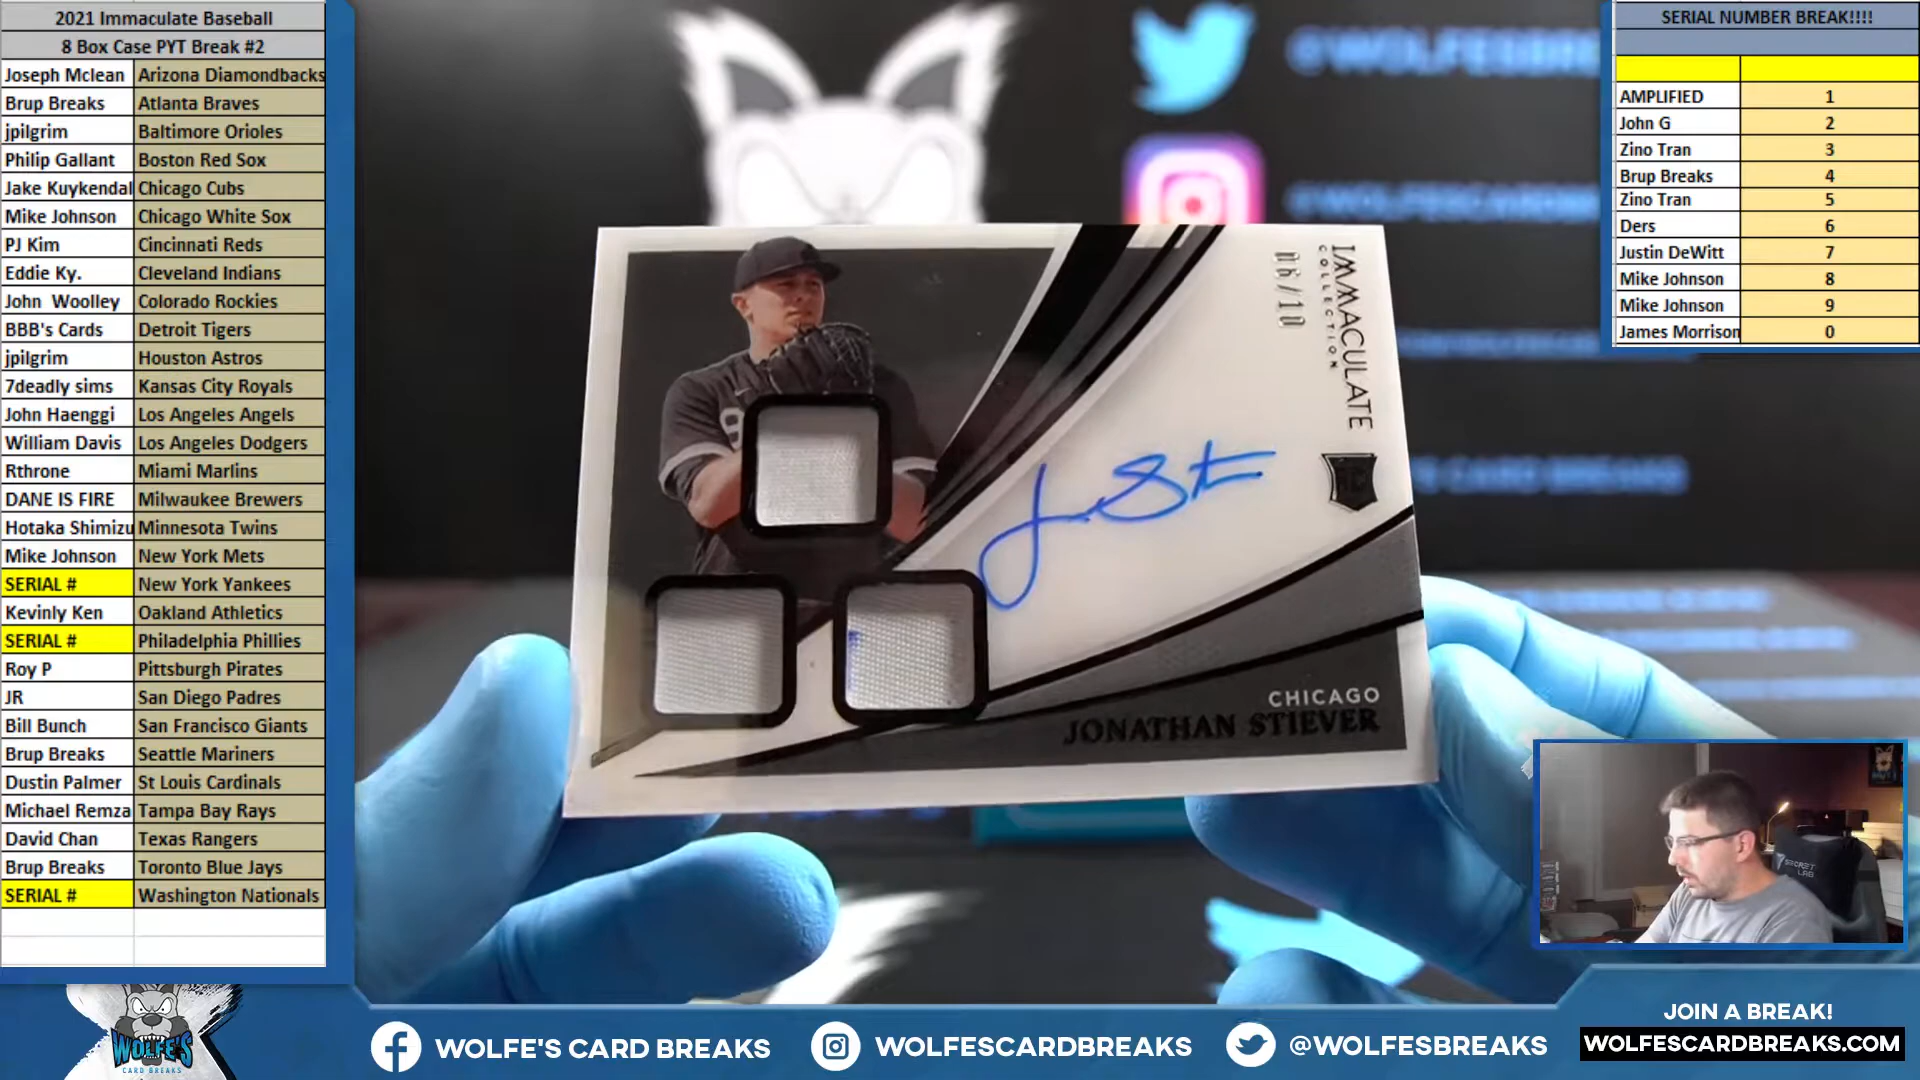 2021 Immaculate Baseball
8 Box Case PYT Break #2
Joseph Mclean Arizona Diamondbacks
Brup Breaks Atlanta Braves
jpilgrim Baltimore Orioles
Philip Gallant Boston Red Sox
Jake Kuykendal Chicago Cubs
Mike Johnson Chicago White Sox
PJ Kim Cincinnati Reds
Eddie Ky. Cleveland Indians
John Woolley Colorado Rockies
BBB's Cards Detroit Tigers
jpilgrim Houston Astros
7deadly sims Kansas City Royals
John Haenggi Los Angeles Angels
William Davis Los Angeles Dodgers
Rthrone Miami Marlins
DANE IS FIRE Milwaukee Brewers
Hotaka Shimizu Minnesota Twins
Mike Johnson New York Mets
SERIAL # New York Yankees
Kevinly Ken Oakland Athletics
SERIAL # Philadelphia Phillies
Roy P Pittsburgh Pirates
JR San Diego Padres
Bill Bunch San Francisco Giants
Brup Breaks Seattle Mariners
Dustin Palmer St Louis Cardinals
Michael Remza Tampa Bay Rays
David Chan Texas Rangers
Brup Breaks Toronto Blue Jays
SERIAL # Washington Nationals
06/10
IMMACULATE
COLLECTION
CHICAGO
JONATHAN STIEVER
SERIAL NUMBER BREAK!!!!
AMPLIFIED 1
John G 2
Zino Tran 3
Brup Breaks 4
Zino Tran 5
Ders 6
Justin DeWitt 7
Mike Johnson 8
Mike Johnson 9
James Morrison 0
CARD BREAKS
SECRET
LAB
WOLFE'S
CARD BREAKS
WOLFE'S CARD BREAKS
WOLFESCARDBREAKS
@WOLFESBREAKS
JOIN A BREAK!
WOLFESCARDBREAKS.COM